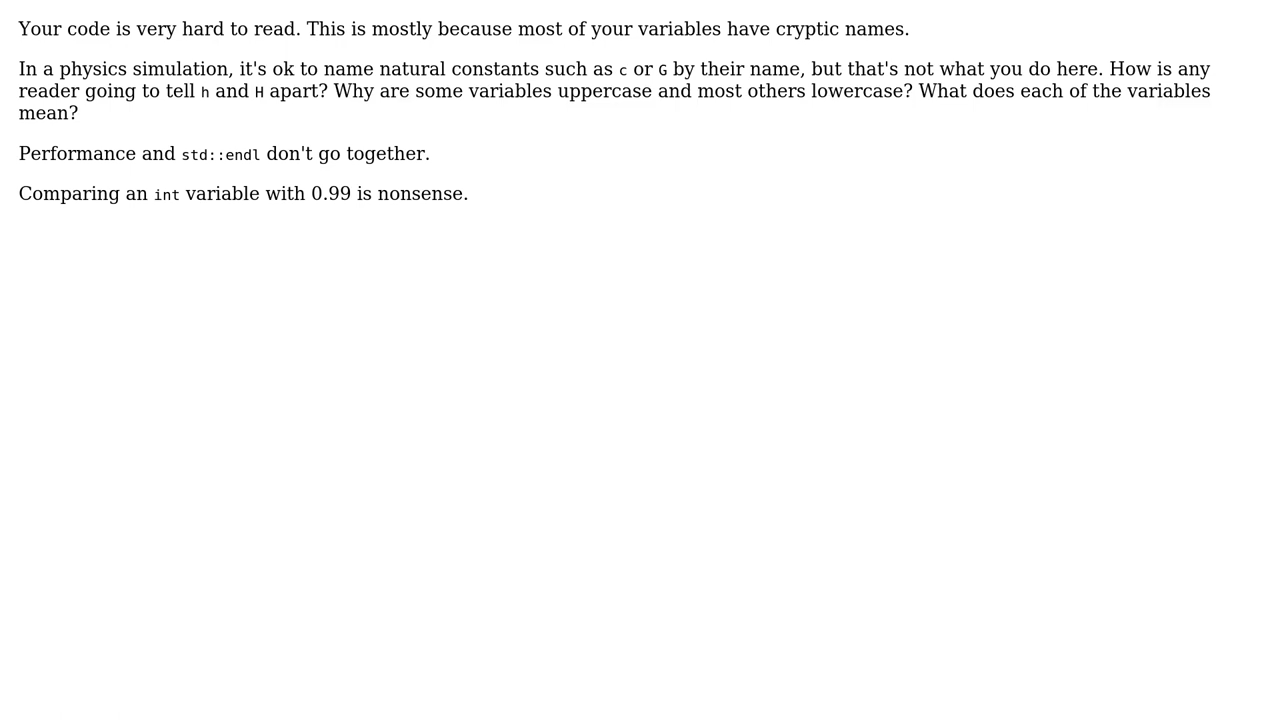 Your code is very hard to read. This is mostly because most of your variables have cryptic names.
In a physics simulation, it's ok to name natural constants such as c or G by their name, but that's not what you do here. How is any
reader going to tell h and H apart? Why are some variables uppercase and most others lowercase? What does each of the variables
mean?
Performance and std::endl don't go together.
Comparing an int variable with 0.99 is nonsense.